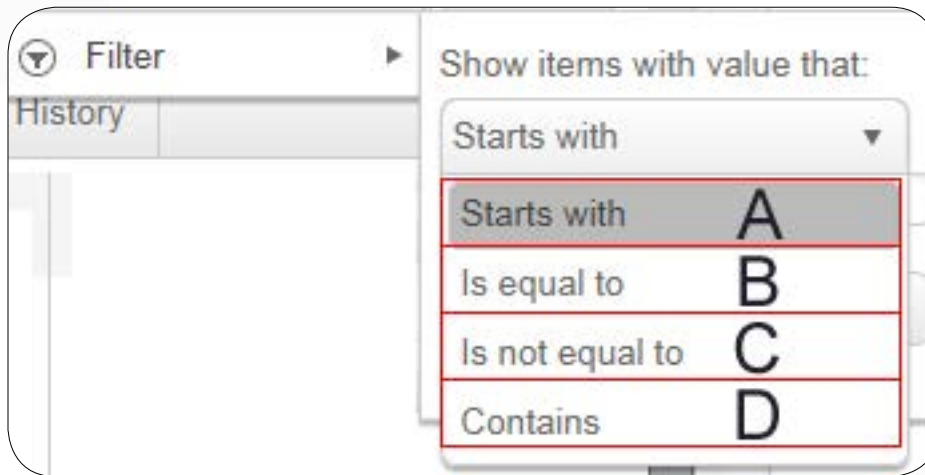 Filter
Show items with value that:
History
Starts with
Starts with A
Is equal to B
Is not equal to C
Contains D